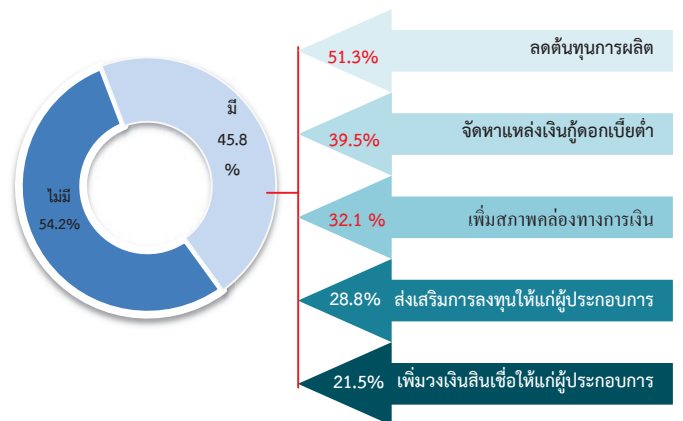 มี
45.8
%
ไม่มี
54.2%
51.3% ลดต้นทุนการผลิต
39.5% จัดหาแหล่งเงินกู้ดอกเบี้ยต่ำ
32.1 % เพิ่มสภาพคล่องทางการเงิน
28.8% ส่งเสริมการลงทุนให้แก่ผู้ประกอบการ
21.5% เพิ่มวงเงินสินเชื่อให้แก่ผู้ประกอบการ